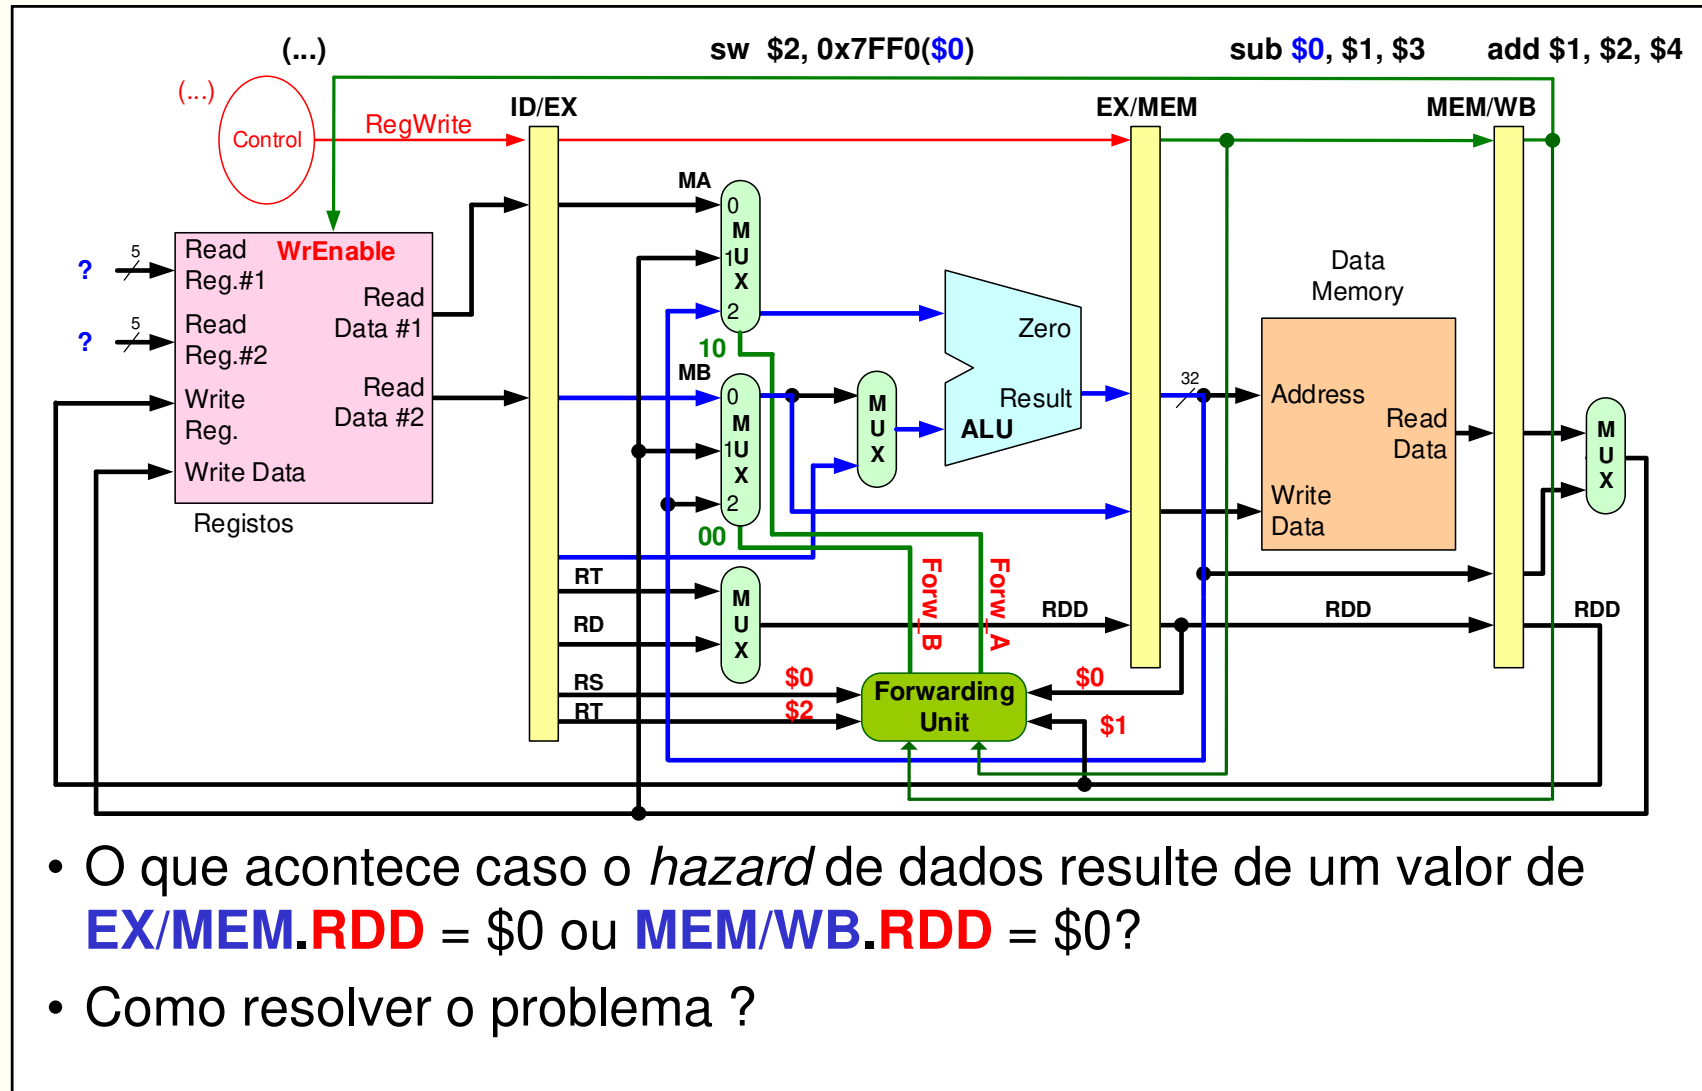 (...)
sw $2, 0x7FF0($0)
sub $0, $1, $3
add $1, $2, $4
(...)
Control
RegWrite
ID/EX
EX/MEM
MEM/WB
MA
0
M
1U
X
2
10
? 5
Read
Reg.#1
WrEnable
Read
Data #1
? 5
Read
Reg.#2
Read
Data #2
Write
Reg.
Write Data
Registos
MB
0
M
1U
X
2
00
M
U
X
Zero
Result
ALU
32
Data
Memory
Address
Read
Data
Write
Data
M
U
X
RT
RD
M
U
X
RDD
RDD
RDD
Forw_B
Forw_A
RS
$0
RT
$2
Forwarding
Unit
$0
$1
• O que acontece caso o hazard de dados resulte de um valor de
EX/MEM.RDD = $0 ou MEM/WB.RDD = $0?
• Como resolver o problema ?